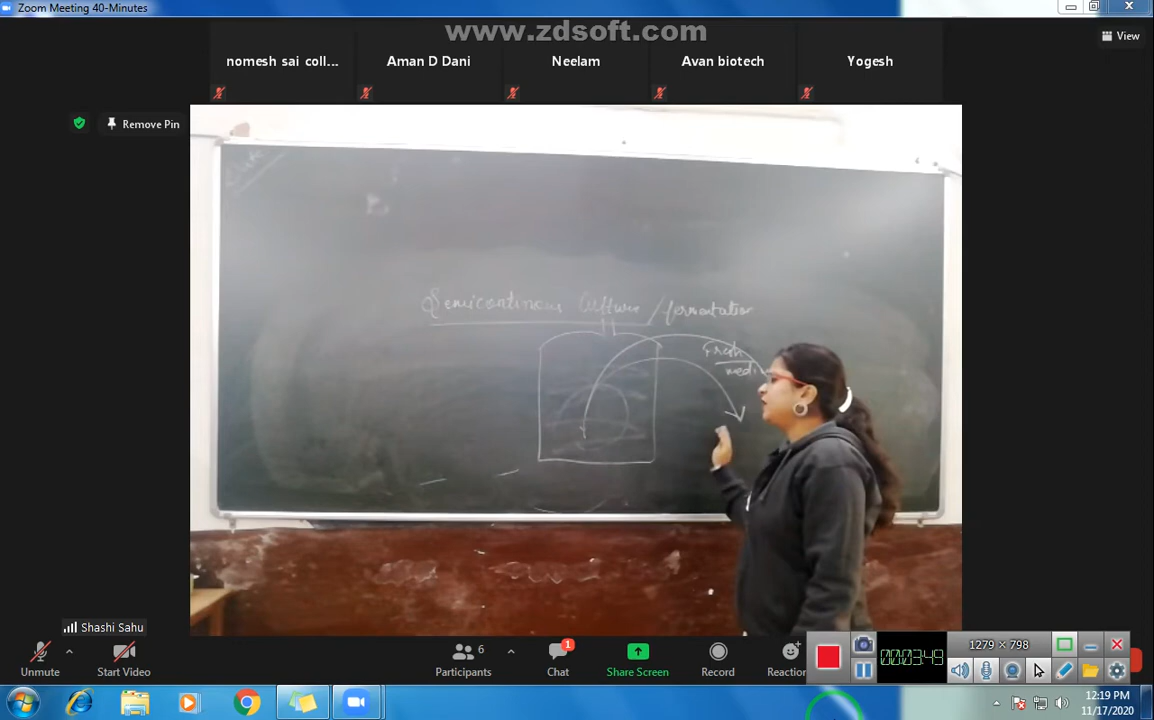 Zoom Meeting 40-Minutes
www.zdsoft.com
View
nomesh sai coll...
Aman D Dani
Neelam
Avan biotech
Yogesh
Remove Pin
Semicontinous Culture / fermentation
Fresh
medi
Shashi Sahu
Unmute
Start Video
6
Participants
1
Chat
Share Screen
Record
Reaction
00:03:49
1279 × 798
12:19 PM
11/17/2020